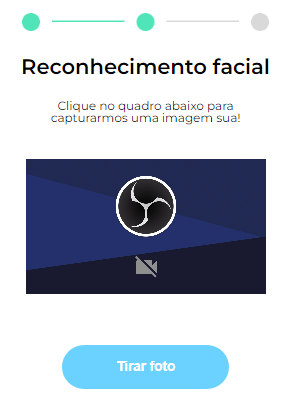 Reconhecimento facial
Clique no quadro abaixo para
capturarmos uma imagem sua!
Tirar foto